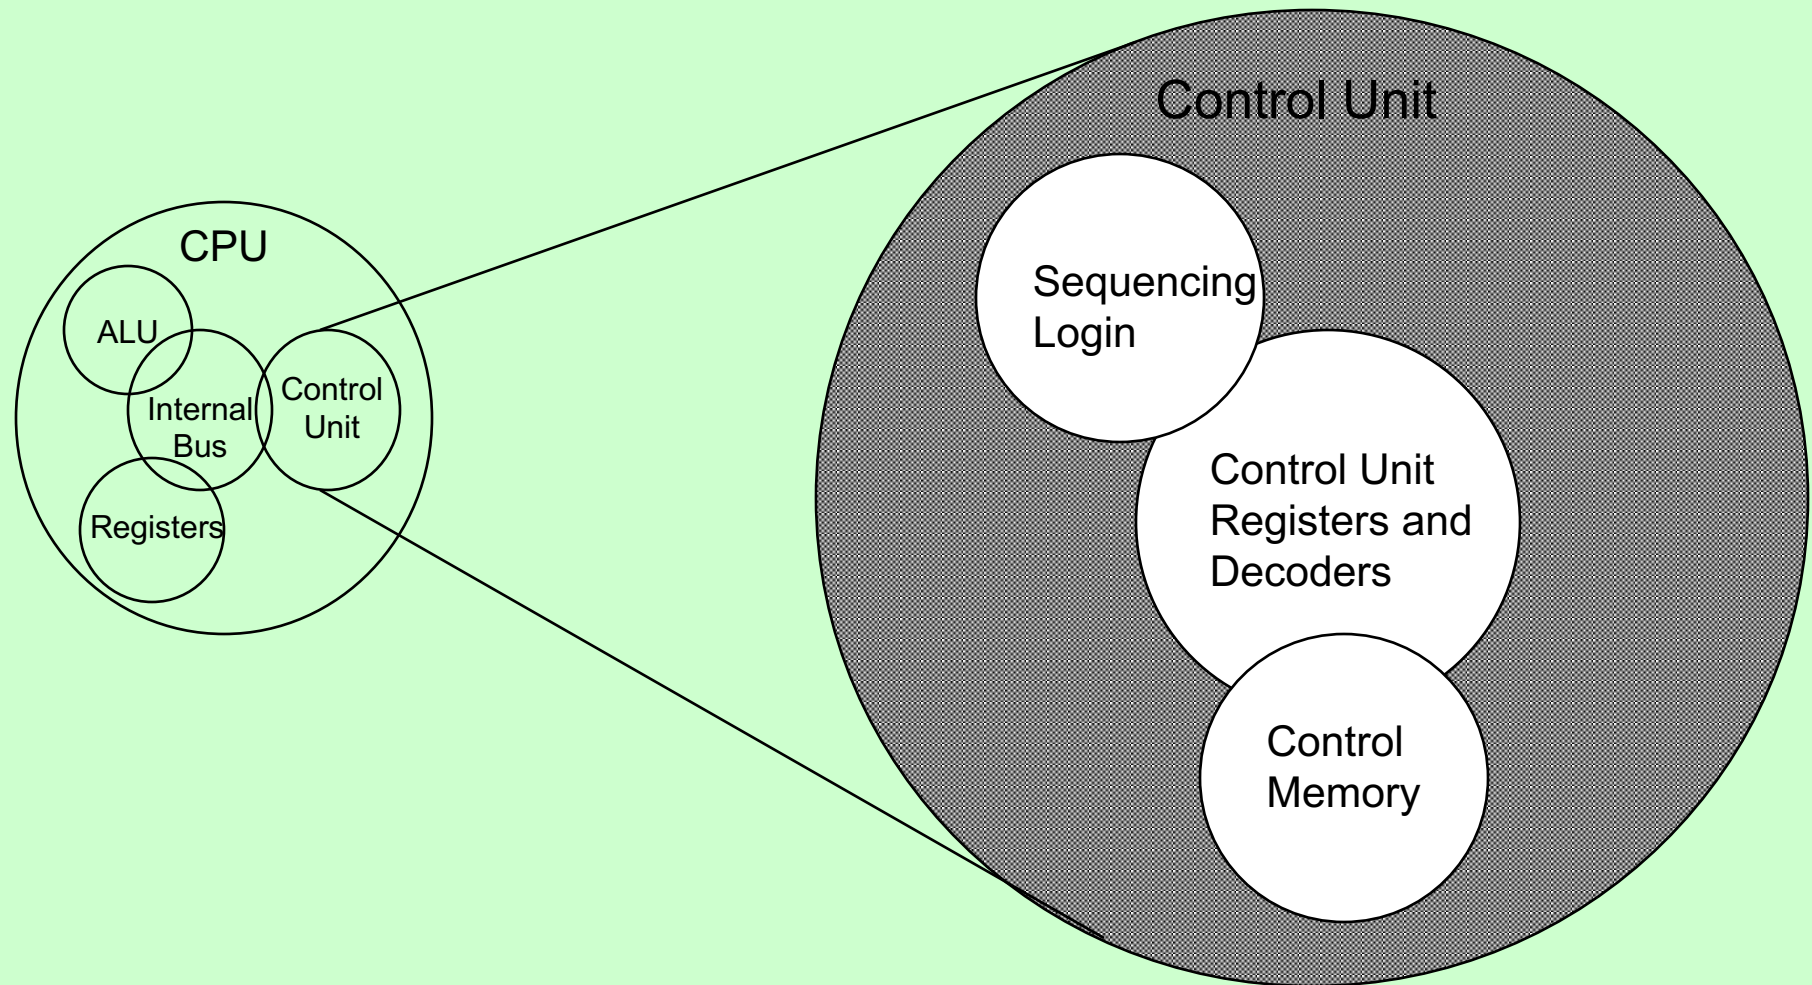 CPU
ALU
Internal
Bus
Control
Unit
Registers
Control Unit
Sequencing
Login
Control Unit
Registers and
Decoders
Control
Memory